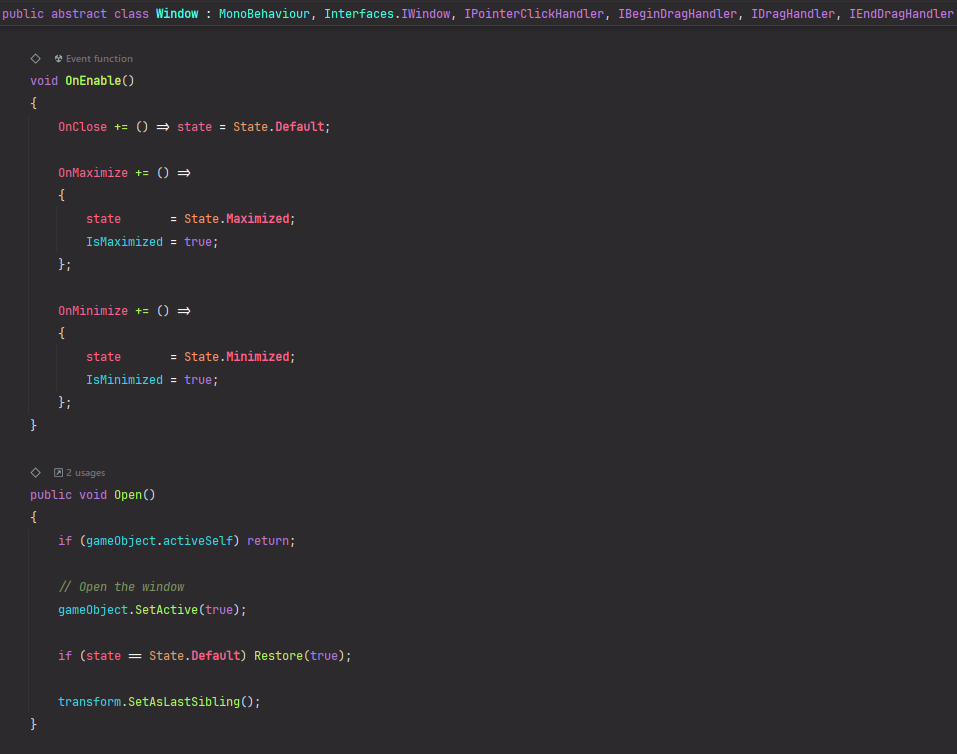 public abstract class Window : MonoBehaviour, Interfaces.IWindow, IPointerClickHandler, IBeginDragHandler, IDragHandler, IEndDragHandler
Event function
void OnEnable()
{
OnClose += () => state = State.Default;
OnMaximize += () =>
{
state = State.Maximized;
IsMaximized = true;
};
OnMinimize += () =>
{
state = State.Minimized;
IsMinimized = true;
};
}
2 usages
public void Open()
{
if (gameObject.activeSelf) return;
// Open the window
gameObject.SetActive(true);
if (state == State.Default) Restore(true);
transform.SetAsLastSibling();
}